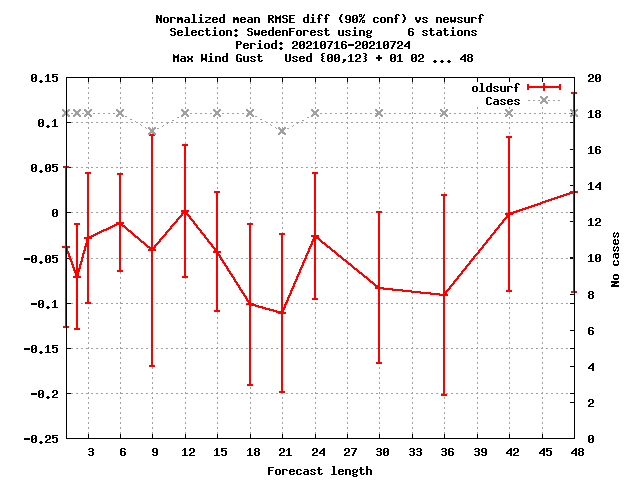 Normalized mean RMSE diff (90% conf) vs newsurf
Selection: SwedenForest using     6 stations
Period: 20210716-20210724
Max Wind Gust   Used {00,12} + 01 02 ... 48
oldsurf
Cases
0.15
0.1
0.05
0
-0.05
-0.1
-0.15
-0.2
-0.25
20
18
16
14
12
10
8
6
4
2
0
No cases
3 6 9 12 15 18 21 24 27 30 33 36 39 42 45 48
Forecast length